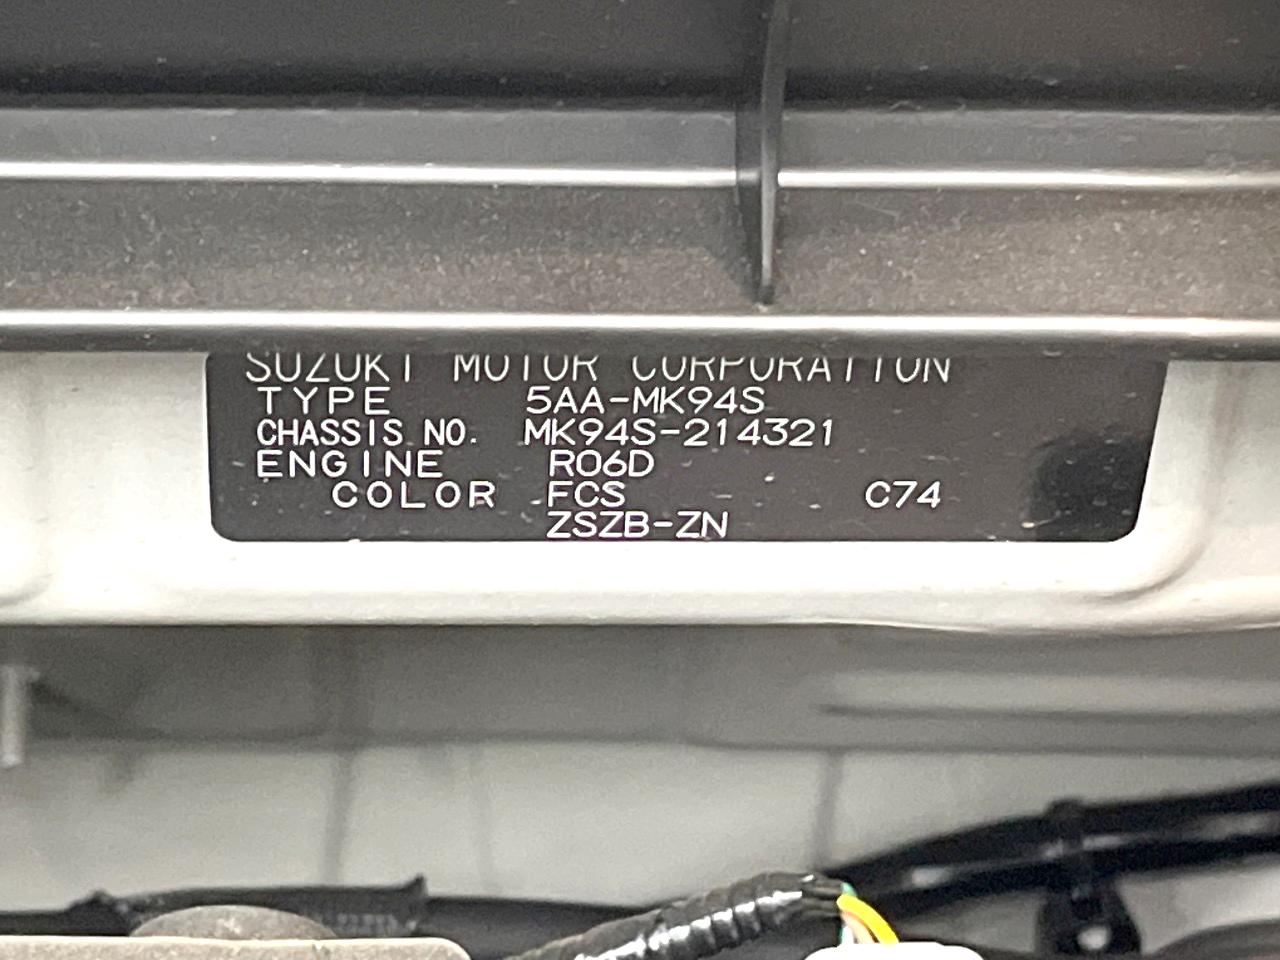 SUZUKI MOTOR CORPORATION
TYPE 5AA-MK94S
CHASSIS NO. MK94S-214321
ENGINE R06D
COLOR FCS C74
ZSZB-ZN